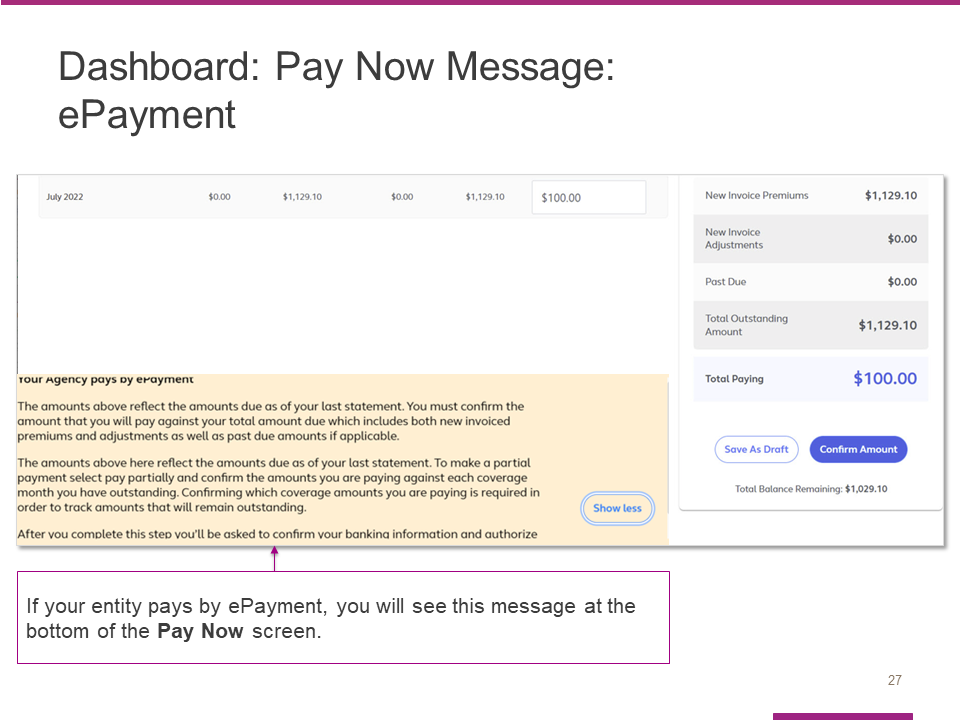 Dashboard: Pay Now Message:
ePayment
July 2022 $0.00 $1,129.10 $0.00 $1,129.10 $100.00
New Invoice Premiums $1,129.10
New Invoice
Adjustments $0.00
Past Due $0.00
Total Outstanding
Amount $1,129.10
Total Paying $100.00
Save As Draft Confirm Amount
Total Balance Remaining: $1,029.10
Your Agency pays by ePayment
The amounts above reflect the amounts due as of your last statement. You must confirm the
amount that you will pay against your total amount due which includes both new invoiced
premiums and adjustments as well as past due amounts if applicable.
The amounts above here reflect the amounts due as of your last statement. To make a partial
payment select pay partially and confirm the amounts you are paying against each coverage
month you have outstanding. Confirming which coverage amounts you are paying is required in
order to track amounts that will remain outstanding.
Show less
After you complete this step you'll be asked to confirm your banking information and authorize
If your entity pays by ePayment, you will see this message at the
bottom of the Pay Now screen.
27